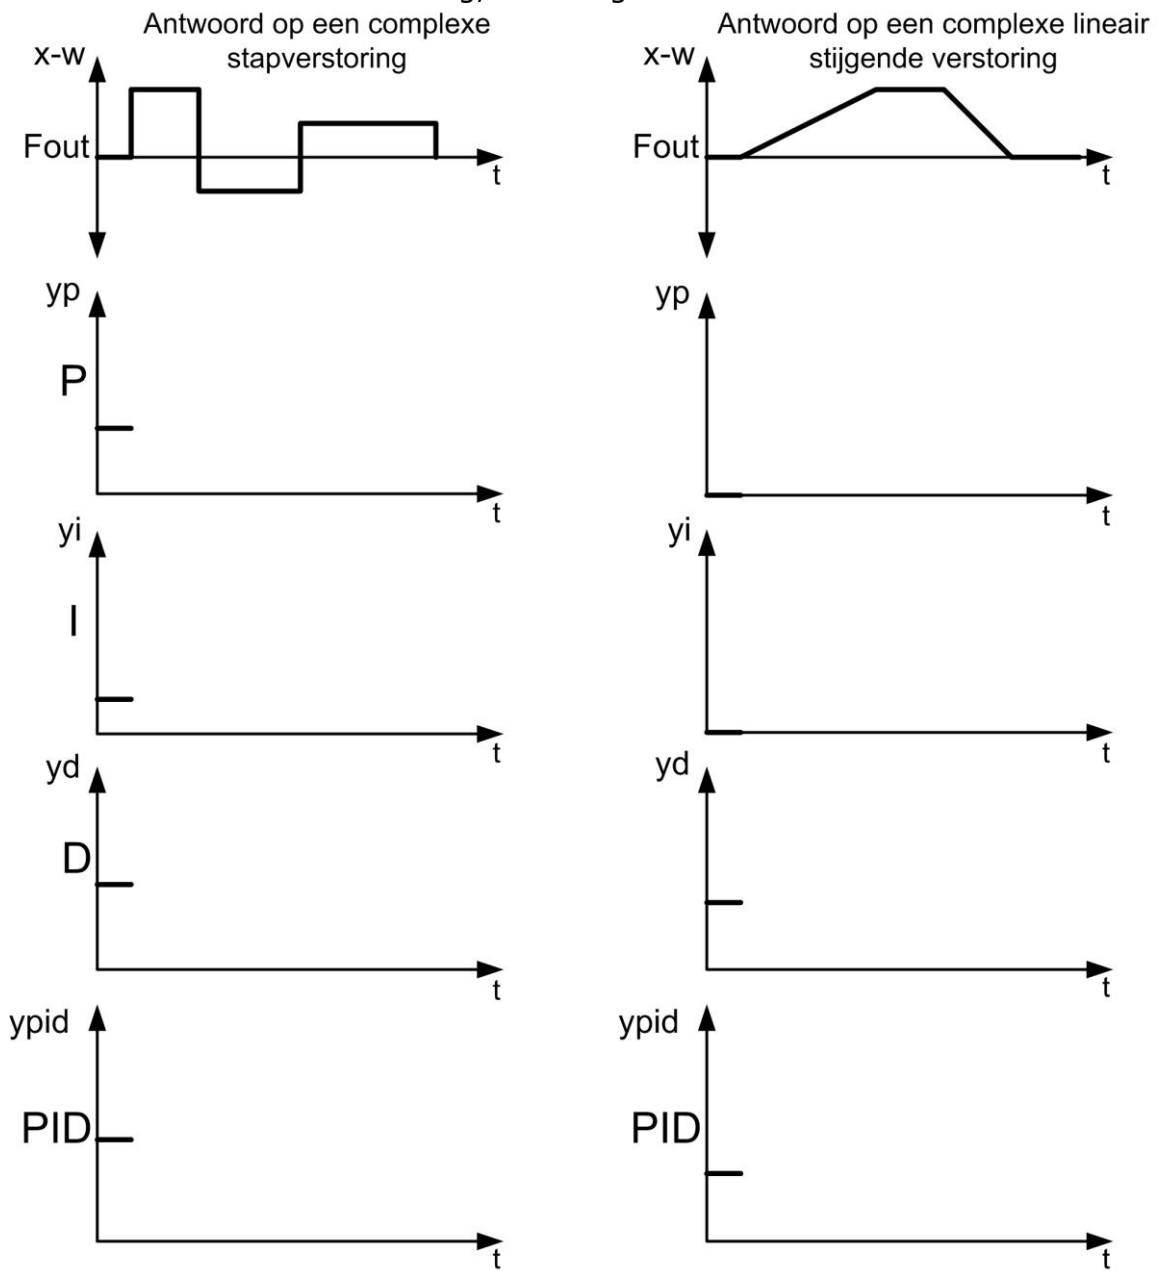 Antwoord op een complexe
stapverstoring
x-w
Fout
t
yp
P
t
yi
I
t
yd
D
t
ypid
PID
t
Antwoord op een complexe lineair
stijgende verstoring
x-w
Fout
t
yp
t
yi
t
yd
t
ypid
PID
t